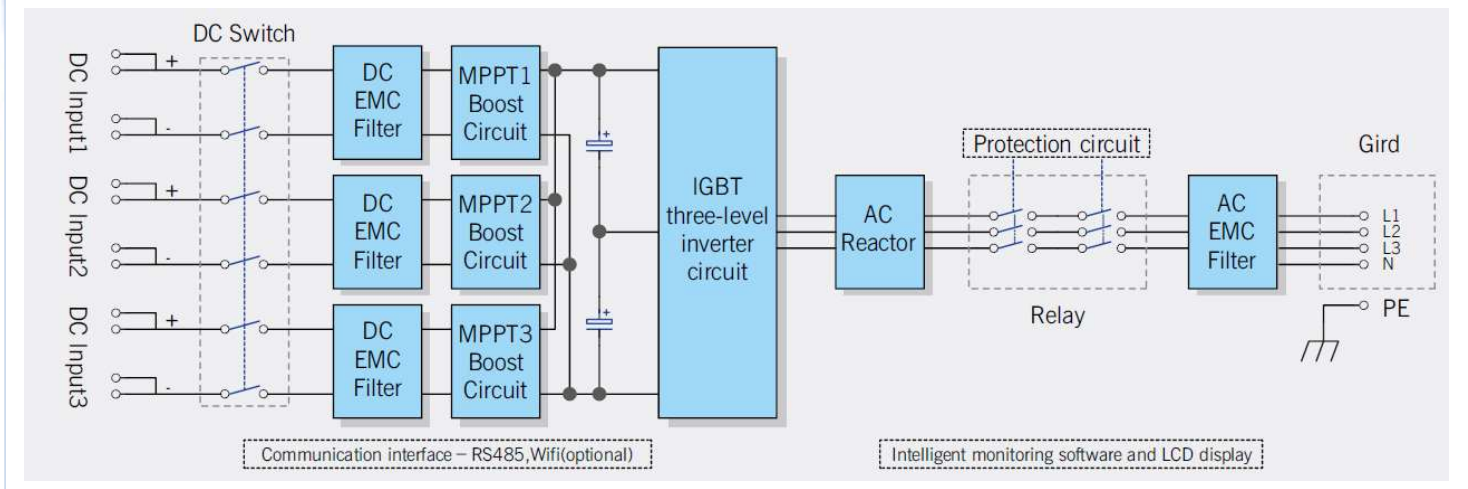 DC Switch
DC Input1
+
-
DC Input2
+
-
DC Input3
+
-
DC
EMC
Filter
MPPT1
Boost
Circuit
DC
EMC
Filter
MPPT2
Boost
Circuit
DC
EMC
Filter
MPPT3
Boost
Circuit
+
+
IGBT
three-level
inverter
circuit
AC
Reactor
Protection circuit
Relay
AC
EMC
Filter
Gird
L1
L2
L3
N
PE
Communication interface – RS485,Wifi(optional)
Intelligent monitoring software and LCD display